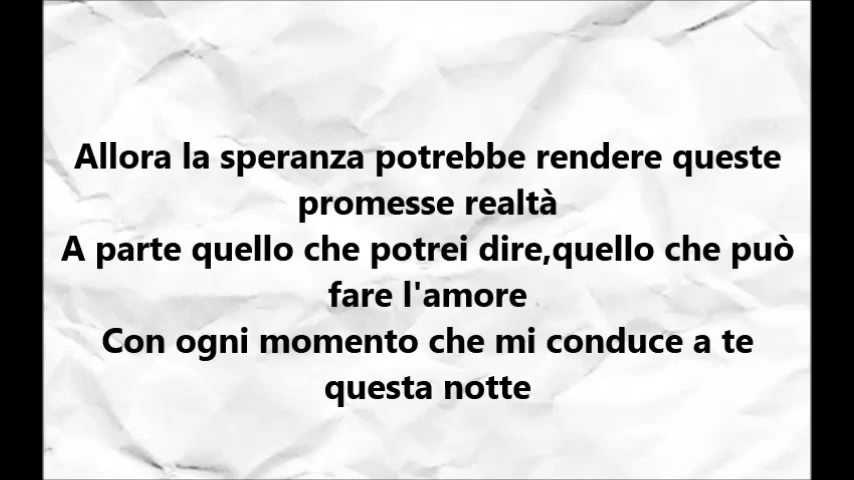 Allora la speranza potrebbe rendere queste
promesse realtà
A parte quello che potrei dire,quello che può
fare l'amore
Con ogni momento che mi conduce a te
questa notte